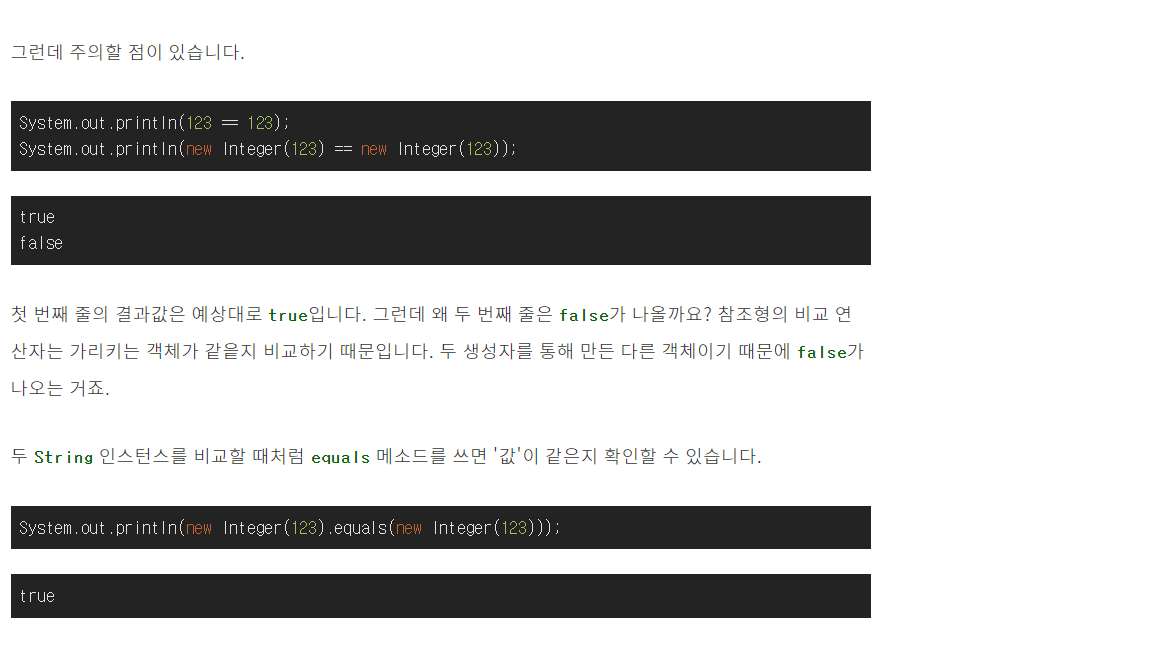 그런데 주의할 점이 있습니다.
System.out.println(123 == 123);
System.out.println(new Integer(123) == new Integer(123));
true
false
첫 번째 줄의 결과값은 예상대로 true입니다. 그런데 왜 두 번째 줄은 false가 나올까요? 참조형의 비교 연
산자는 가리키는 객체가 같읕지 비교하기 때문입니다. 두 생성자를 통해 만든 다른 객체이기 때문에 false가
나오는 거죠.
두 String 인스턴스를 비교할 때처럼 equals 메소드를 쓰면 '값'이 같은지 확인할 수 있습니다.
System.out.println(new Integer(123).equals(new Integer(123)));
true